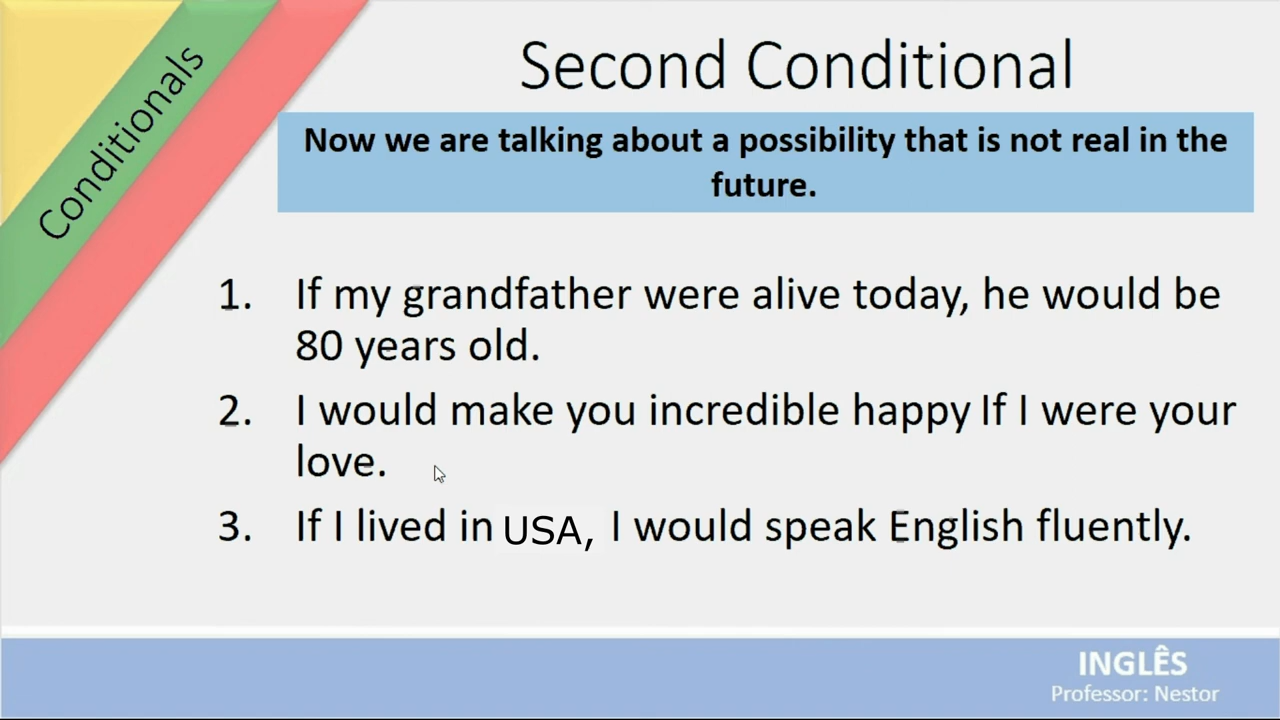 Conditionals
Second Conditional
Now we are talking about a possibility that is not real in the
future.
1. If my grandfather were alive today, he would be
80 years old.
2. I would make you incredible happy If I were your
love.
3. If I lived in USA, I would speak English fluently.
INGLÊS
Professor: Nestor